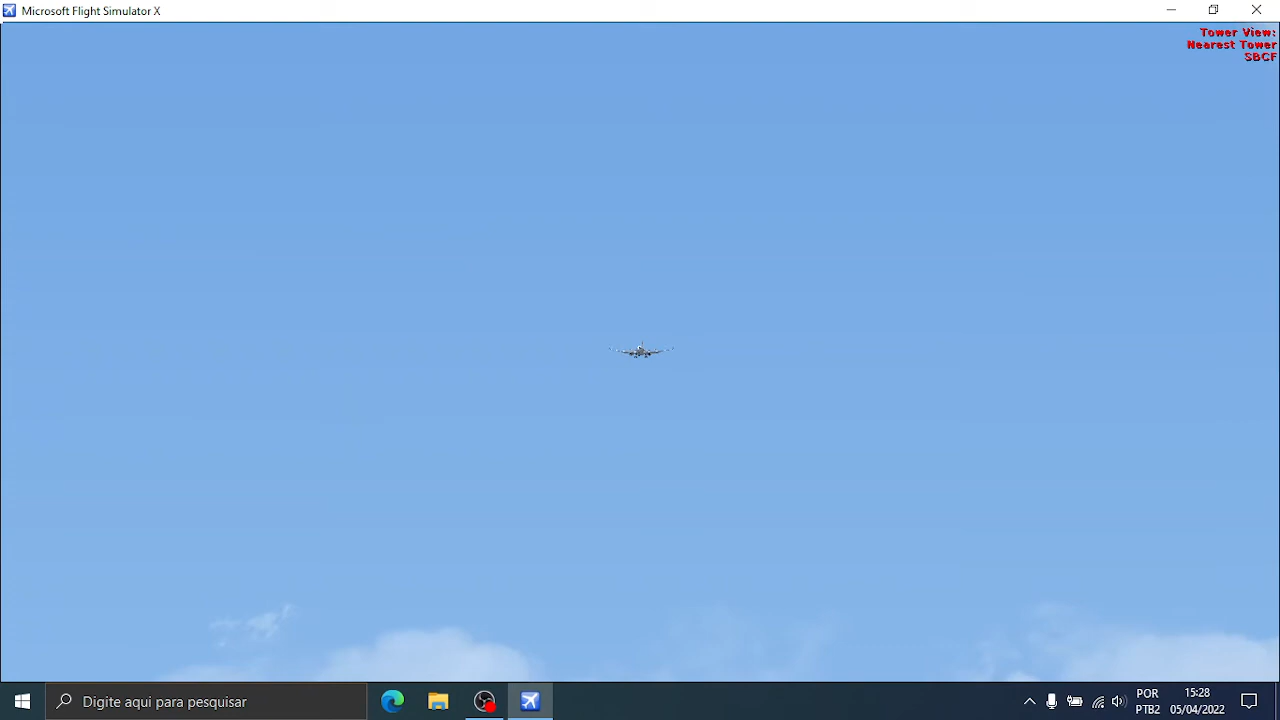 Microsoft Flight Simulator X
Tower View:
Nearest Tower
SBCF
Digite aqui para pesquisar
POR
PTB2
15:28
05/04/2022